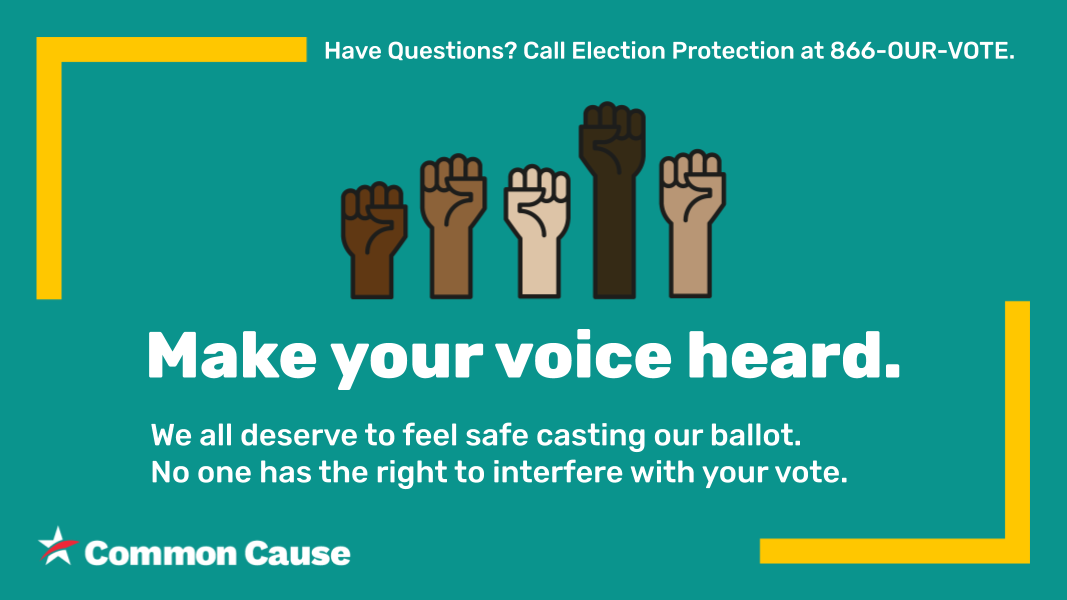 Have Questions? Call Election Protection at 866-OUR-VOTE.
Make your voice heard.
We all deserve to feel safe casting our ballot.
No one has the right to interfere with your vote.
Common Cause